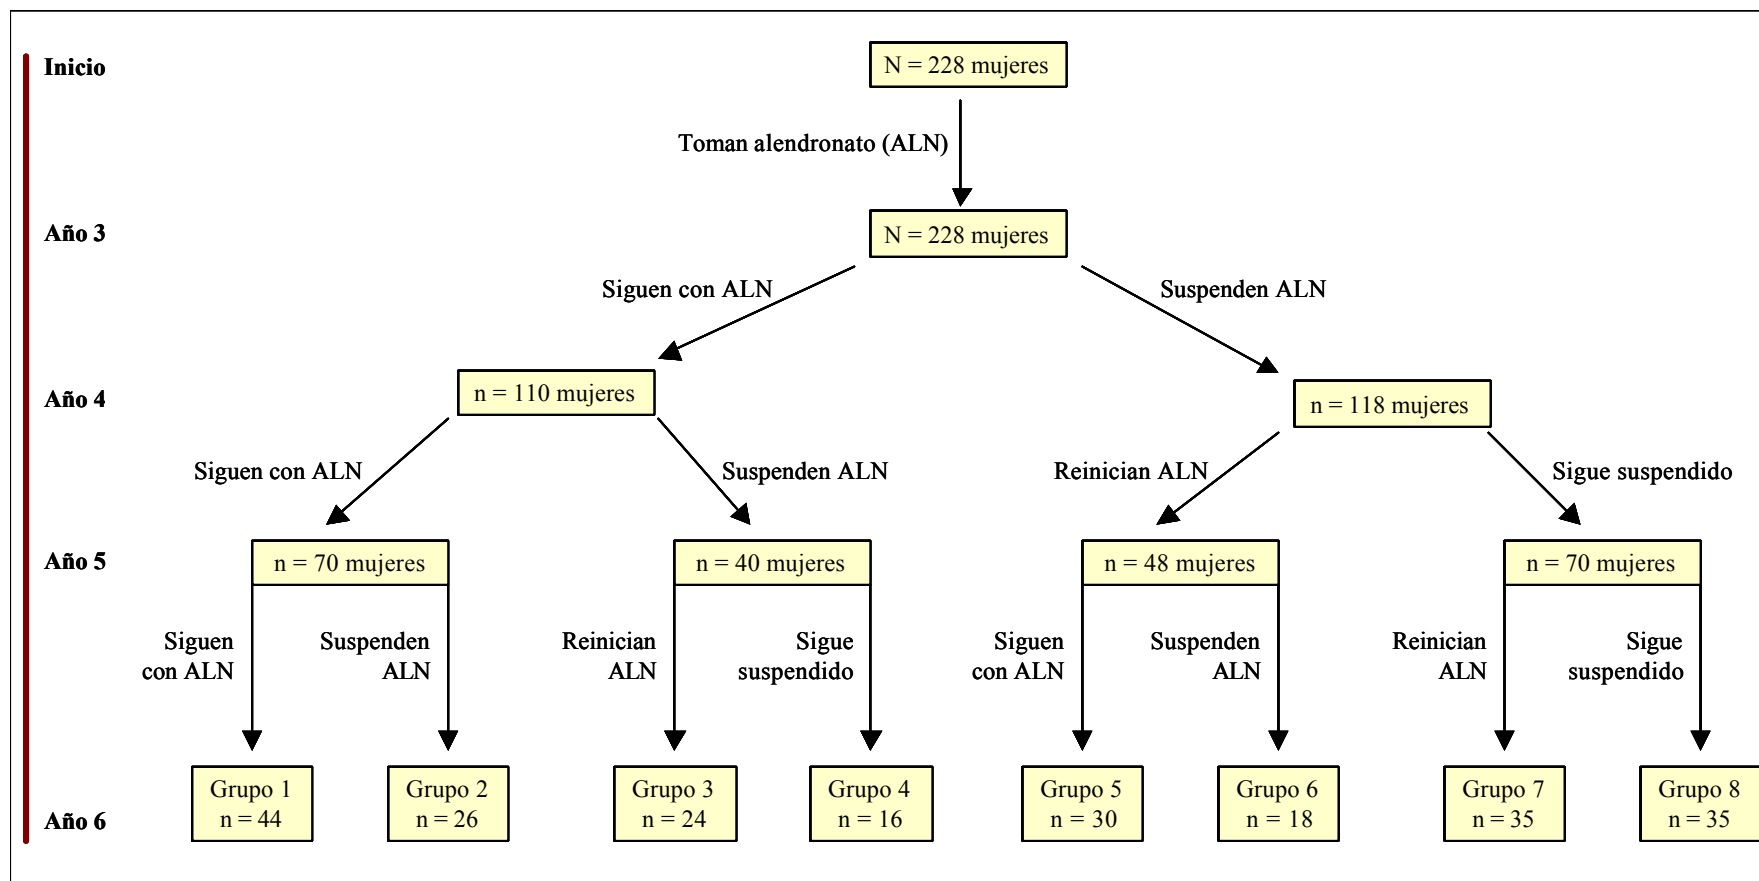 Inicio
N = 228 mujeres
Toman alendronato (ALN)
Año 3
N = 228 mujeres
Siguen con ALN
Suspenden ALN
Año 4
n = 110 mujeres
n = 118 mujeres
Siguen con ALN
Suspenden ALN
Reinician ALN
Sigue suspendido
Año 5
n = 70 mujeres
n = 40 mujeres
n = 48 mujeres
n = 70 mujeres
Siguen
con ALN
Suspenden
ALN
Reinician
ALN
Sigue
suspendido
Siguen
con ALN
Suspenden
ALN
Reinician
ALN
Sigue
suspendido
Año 6
Grupo 1
n = 44
Grupo 2
n = 26
Grupo 3
n = 24
Grupo 4
n = 16
Grupo 5
n = 30
Grupo 6
n = 18
Grupo 7
n = 35
Grupo 8
n = 35